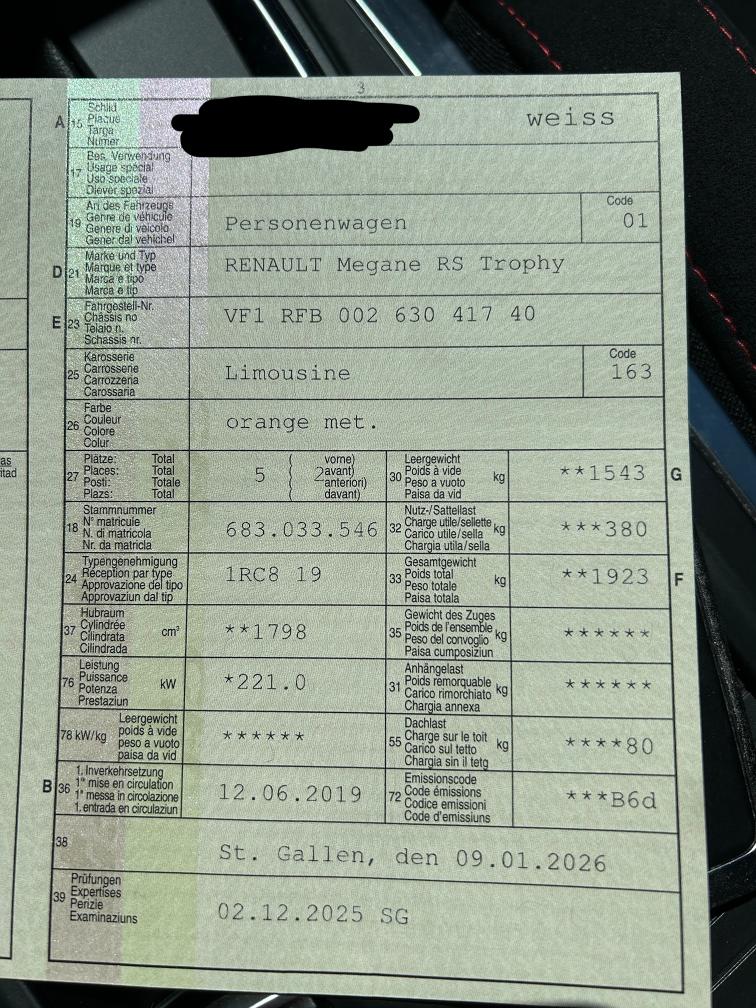 3
A 15 Schild
Plaque
Targa
Numer
weiss
17 Bes. Verwendung
Usage spécial
Uso speciale
Diever spezial
19 Art des Fahrzeugs
Genre de véhicule
Genere di veicolo
Gener dal vehichel
Personenwagen
Code
01
D 21 Marke und Typ
Marque et type
Marca e tipo
Marca e tip
RENAULT Megane RS Trophy
E 23 Fahrgestell-Nr.
Châssis no
Telaio n.
Schassis nr.
VF1 RFB 002 630 417 40
25 Karosserie
Carrosserie
Carrozzeria
Carossaria
Limousine
Code
163
26 Farbe
Couleur
Colore
Colur
orange met.
27 Plätze: Total
Places: Total
Posti: Totale
Plazs: Total
5
vorne)
2 avant)
anteriori)
davant)
30 Leergewicht
Poids à vide
Peso a vuoto
Paisa da vid
kg
**1543
G
18 Stammnummer
N° matricule
N. di matricola
Nr. da matricla
683.033.546
32 Nutz-/Sattellast
Charge utile/sellette
Carico utile/sella
Chargia utila/sella
kg
***380
24 Typengenehmigung
Réception par type
Approvazione del tipo
Approvaziun dal tip
1RC8 19
33 Gesamtgewicht
Poids total
Peso totale
Paisa totala
kg
**1923
F
37 Hubraum
Cylindrée
Cilindrata
Cilindrada
cm³
**1798
35 Gewicht des Zuges
Poids de l'ensemble
Peso del convoglio
Paisa cumposiziun
kg
******
76 Leistung
Puissance
Potenza
Prestaziun
kW
*221.0
31 Anhängelast
Poids remorquable
Carico rimorchiato
Chargia annexa
kg
******
78 kW/kg
Leergewicht
poids à vide
peso a vuoto
paisa da vid
******
55 Dachlast
Charge sur le toit
Carico sul tetto
Chargia sin il tetg
kg
****80
B 36 1. Inverkehrsetzung
1re mise en circulation
1a messa in circolazione
1. entrada en circulaziun
12.06.2019
72 Emissionscode
Code émissions
Codice emissioni
Code d'emissiuns
***B6d
38
St. Gallen, den 09.01.2026
39 Prüfungen
Expertises
Perizie
Examinaziuns
02.12.2025 SG